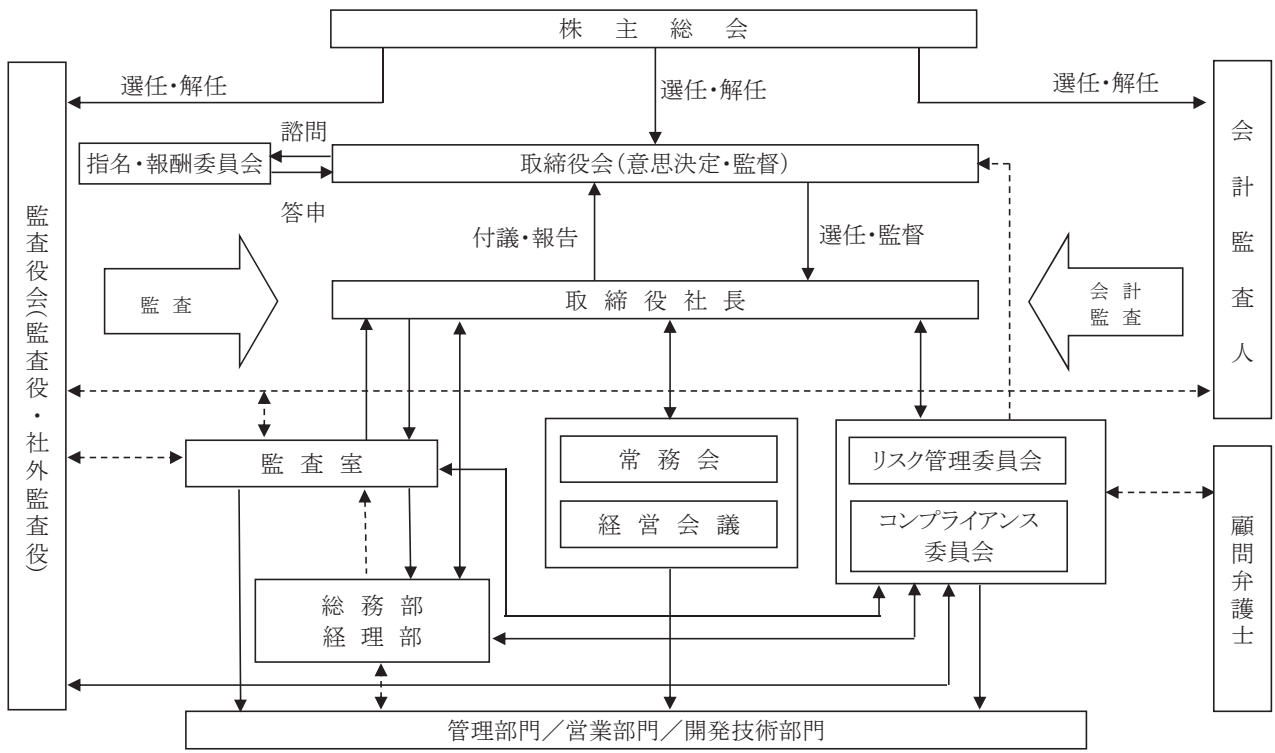 株主総会
選任・解任
選任・解任
選任・解任
諮問
指名・報酬委員会
取締役会(意思決定・監督)
答申
付議・報告
選任・監督
監査役会(監査役・社外監査役)
会計監査人
監査
取締役社長
会計
監査
監査室
常務会
経営会議
リスク管理委員会
コンプライアンス
委員会
顧問弁護士
総務部
経理部
管理部門/営業部門/開発技術部門